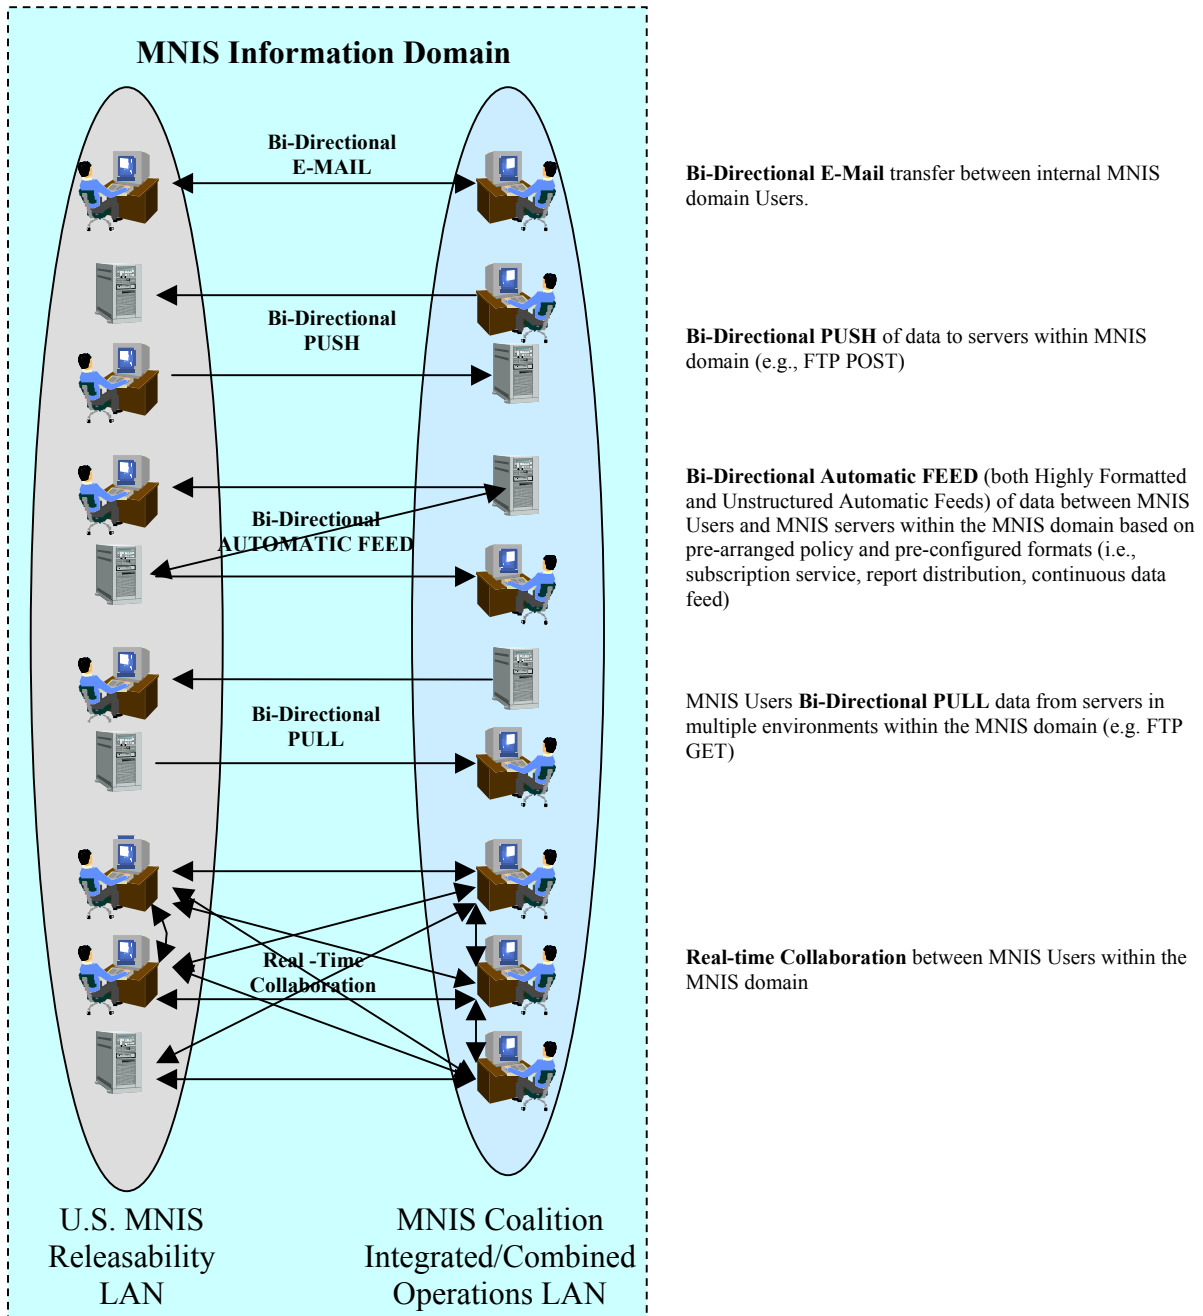 MNIS Information Domain
Bi-Directional
E-MAIL
Bi-Directional E-Mail transfer between internal MNIS
domain Users.
Bi-Directional
PUSH
Bi-Directional PUSH of data to servers within MNIS
domain (e.g., FTP POST)
Bi-Directional
AUTOMATIC FEED
Bi-Directional Automatic FEED (both Highly Formatted
and Unstructured Automatic Feeds) of data between MNIS
Users and MNIS servers within the MNIS domain based on
pre-arranged policy and pre-configured formats (i.e.,
subscription service, report distribution, continuous data
feed)
Bi-Directional
PULL
MNIS Users Bi-Directional PULL data from servers in
multiple environments within the MNIS domain (e.g. FTP
GET)
Real -Time
Collaboration
Real-time Collaboration between MNIS Users within the
MNIS domain
U.S. MNIS
Releasability
LAN
MNIS Coalition
Integrated/Combined
Operations LAN